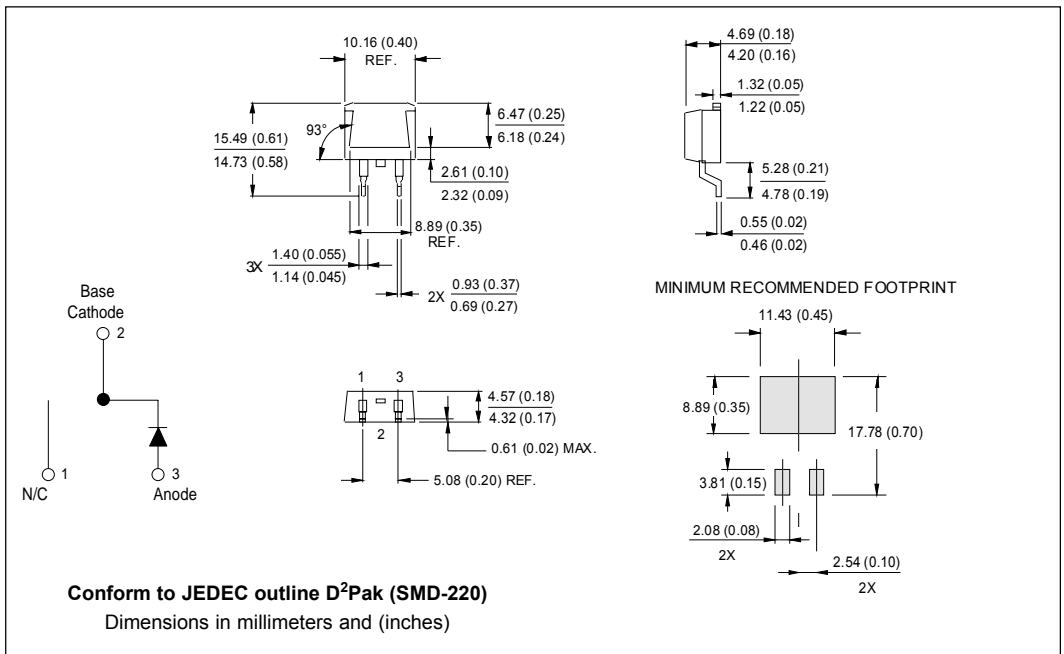 10.16 (0.40)
REF.
15.49 (0.61)
14.73 (0.58)
93°
6.47 (0.25)
6.18 (0.24)
2.61 (0.10)
2.32 (0.09)
8.89 (0.35)
REF.
3X
1.40 (0.055)
1.14 (0.045)
2X
0.93 (0.37)
0.69 (0.27)
4.69 (0.18)
4.20 (0.16)
1.32 (0.05)
1.22 (0.05)
5.28 (0.21)
4.78 (0.19)
0.55 (0.02)
0.46 (0.02)
Base
Cathode
2
1
N/C
3
Anode
1 3
2
4.57 (0.18)
4.32 (0.17)
0.61 (0.02) MAX.
5.08 (0.20) REF.
MINIMUM RECOMMENDED FOOTPRINT
11.43 (0.45)
8.89 (0.35)
17.78 (0.70)
3.81 (0.15)
2.08 (0.08)
2X
2.54 (0.10)
2X
Conform to JEDEC outline D²Pak (SMD-220)
Dimensions in millimeters and (inches)